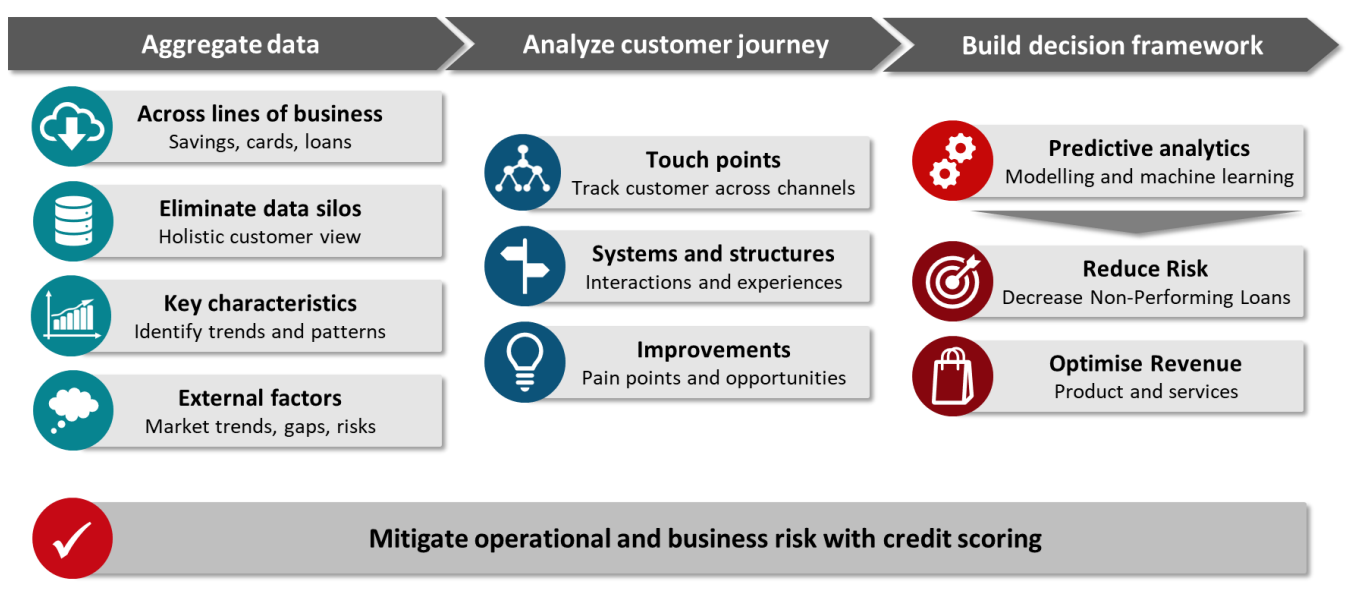 Aggregate data
Analyze customer journey
Build decision framework
Across lines of business
Savings, cards, loans
Eliminate data silos
Holistic customer view
Key characteristics
Identify trends and patterns
External factors
Market trends, gaps, risks
Touch points
Track customer across channels
Systems and structures
Interactions and experiences
Improvements
Pain points and opportunities
Predictive analytics
Modelling and machine learning
Reduce Risk
Decrease Non-Performing Loans
Optimise Revenue
Product and services
Mitigate operational and business risk with credit scoring